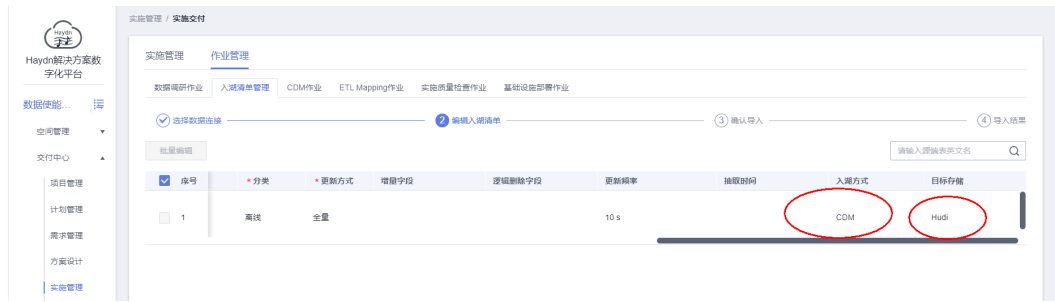 实施管理 / 实施交付
Haydn
Haydn解决方案数
字化平台
数据使能...
空间管理
交付中心
项目管理
计划管理
需求管理
方案设计
实施管理
实施管理 作业管理
数据调研作业 入湖清单管理 CDM作业 ETL Mapping作业 实施质量检查作业 基础设施部署作业
选择数据连接 2 编辑入湖清单 3 确认导入 4 导入结果
批量编辑 请输入源端表英文名
序号 * 分类 * 更新方式 增量字段 逻辑删除字段 更新频率 抽取时间 入湖方式 目标存储
1 离线 全量 10 s CDM Hudi